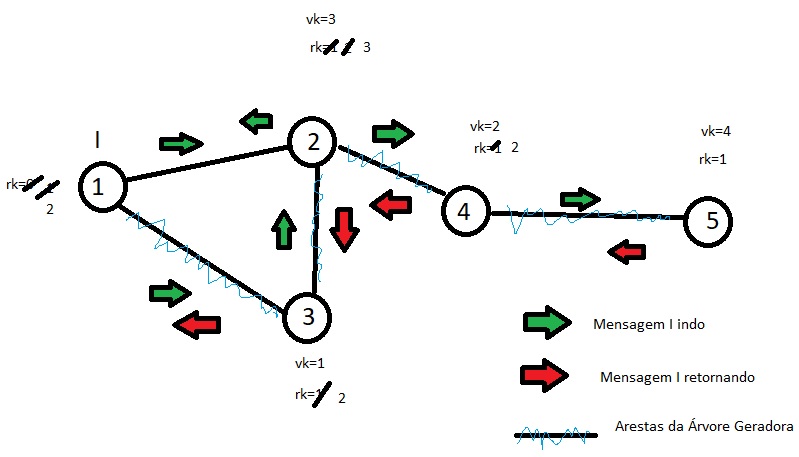 vk=3
rk=1 2 3
I
1
rk=0 1
2
2
vk=2
rk=1 2
4
vk=4
rk=1
5
3
vk=1
rk=1 2
Mensagem I indo
Mensagem I retornando
Arestas da Árvore Geradora